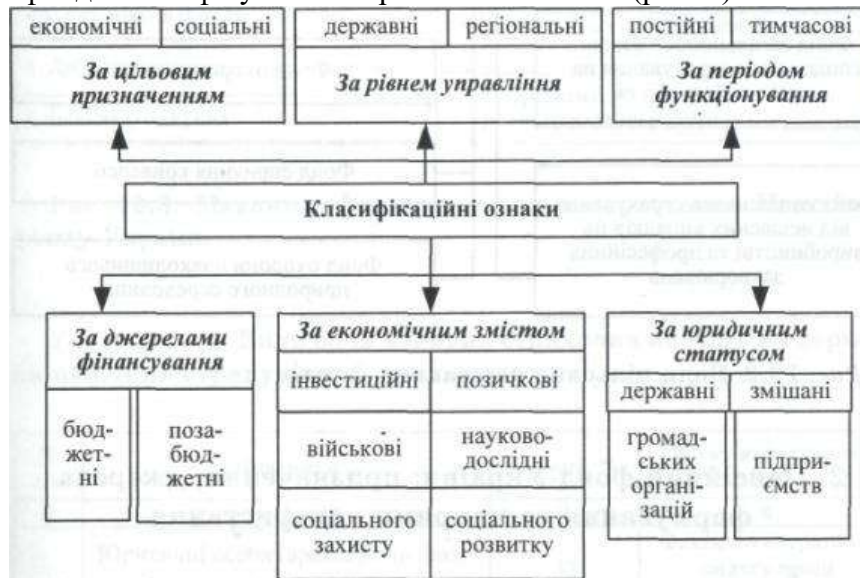 економічні соціальні
За цільовим
призначенням
державні регіональні
За рівнем управління
постійні тимчасові
За періодом
функціонування
Класифікаційні ознаки
За джерелами
фінансування
бюд-
жет-
ні
поза-
бюд-
жетні
За економічним змістом
інвестиційні позичкові
військові
науково-
дослідні
соціального
захисту
соціального
розвитку
За юридичним
статусом
державні змішані
громад-
ських
органі-
зацій
підпри-
ємств